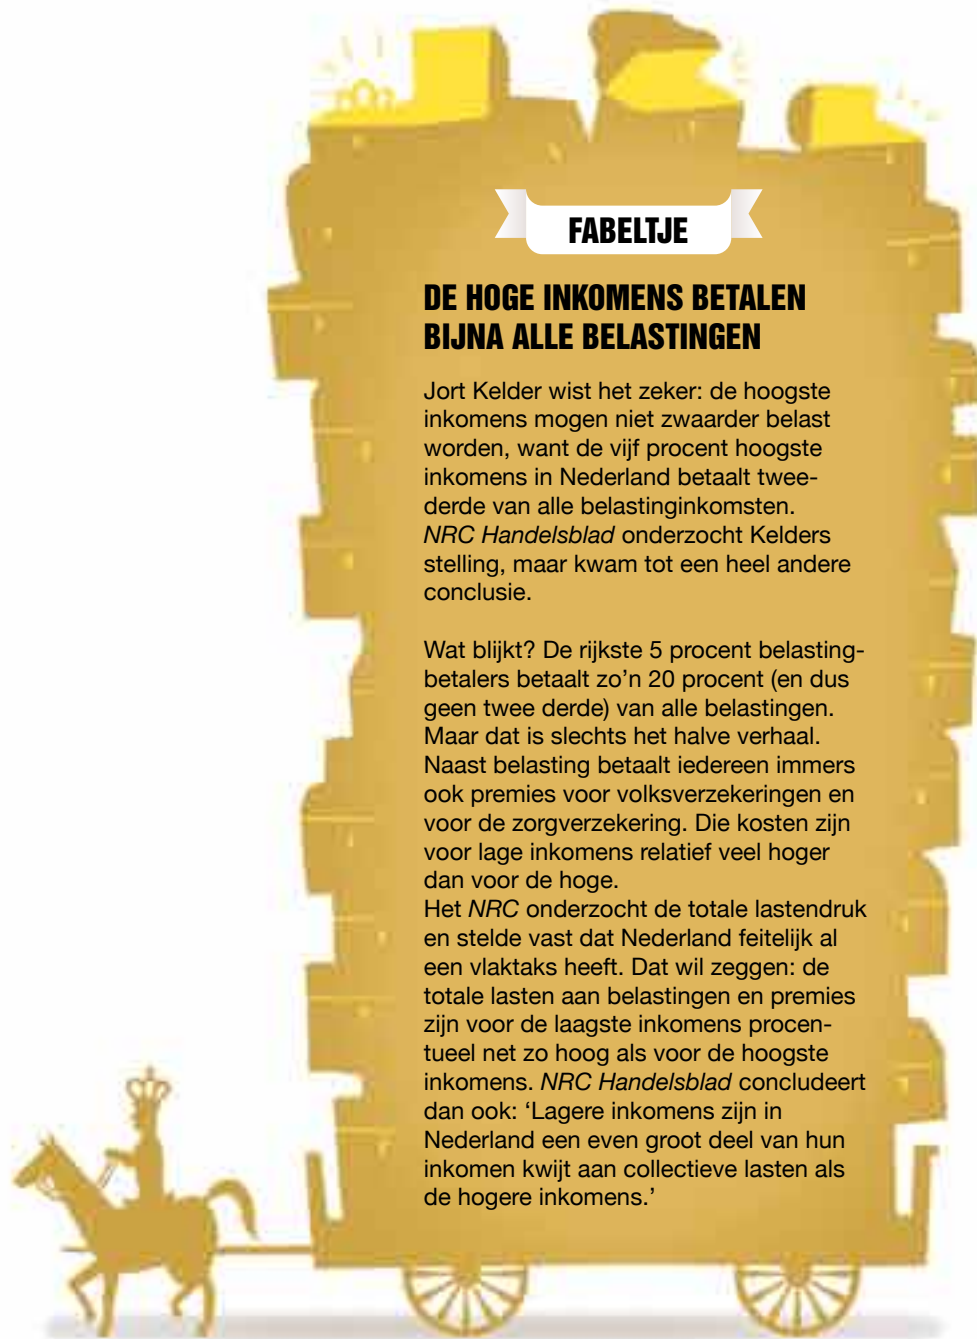 FABELTJE
DE HOGE INKOMENS BETALEN
BIJNA ALLE BELASTINGEN
Jort Kelder wist het zeker: de hoogste
inkomens mogen niet zwaarder belast
worden, want de vijf procent hoogste
inkomens in Nederland betaalt twee-
derde van alle belastinginkomsten.
NRC Handelsblad onderzocht Kelders
stelling, maar kwam tot een heel andere
conclusie.
Wat blijkt? De rijkste 5 procent belasting-
betalers betaalt zo’n 20 procent (en dus
geen twee derde) van alle belastingen.
Maar dat is slechts het halve verhaal.
Naast belasting betaalt iedereen immers
ook premies voor volksverzekeringen en
voor de zorgverzekering. Die kosten zijn
voor lage inkomens relatief veel hoger
dan voor de hoge.
Het NRC onderzocht de totale lastendruk
en stelde vast dat Nederland feitelijk al
een vlaktaks heeft. Dat wil zeggen: de
totale lasten aan belastingen en premies
zijn voor de laagste inkomens procen-
tueel net zo hoog als voor de hoogste
inkomens. NRC Handelsblad concludeert
dan ook: ‘Lagere inkomens zijn in
Nederland een even groot deel van hun
inkomen kwijt aan collectieve lasten als
de hogere inkomens.’